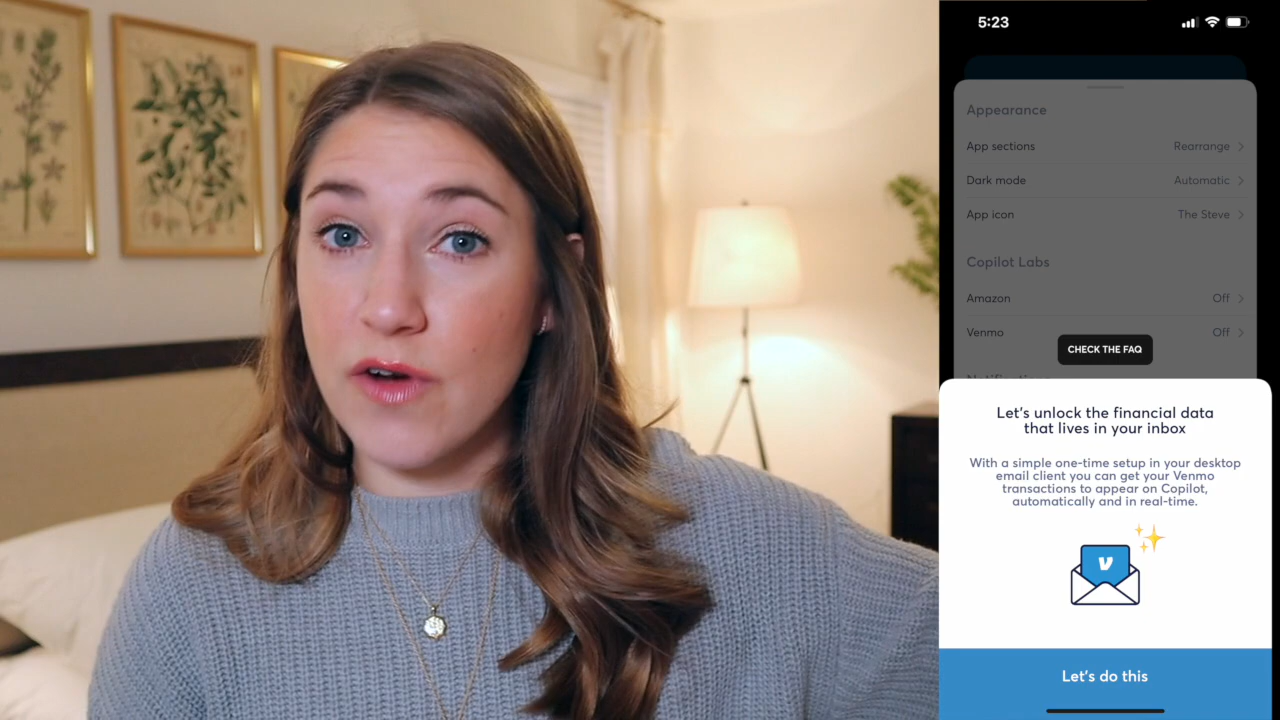 5:23
Appearance
App sections Rearrange
Dark mode Automatic
App icon The Steve
Copilot Labs
Amazon Off
Venmo Off
CHECK THE FAQ
Notifications
Let's unlock the financial data
that lives in your inbox
With a simple one-time setup in your desktop
email client you can get your Venmo
transactions to appear on Copilot,
automatically and in real-time.
V
Let's do this